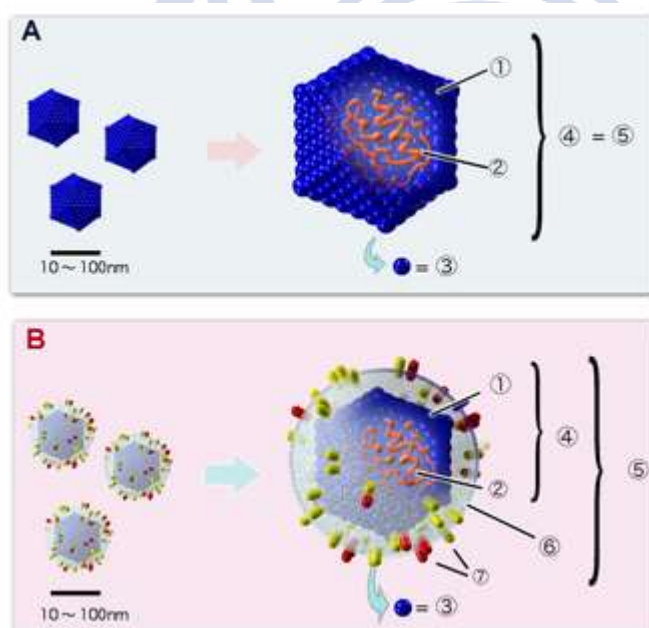 A
①
②
④ = ⑤
= ③
10～100nm
B
①
④
②
⑤
⑥
⑦
= ③
10～100nm